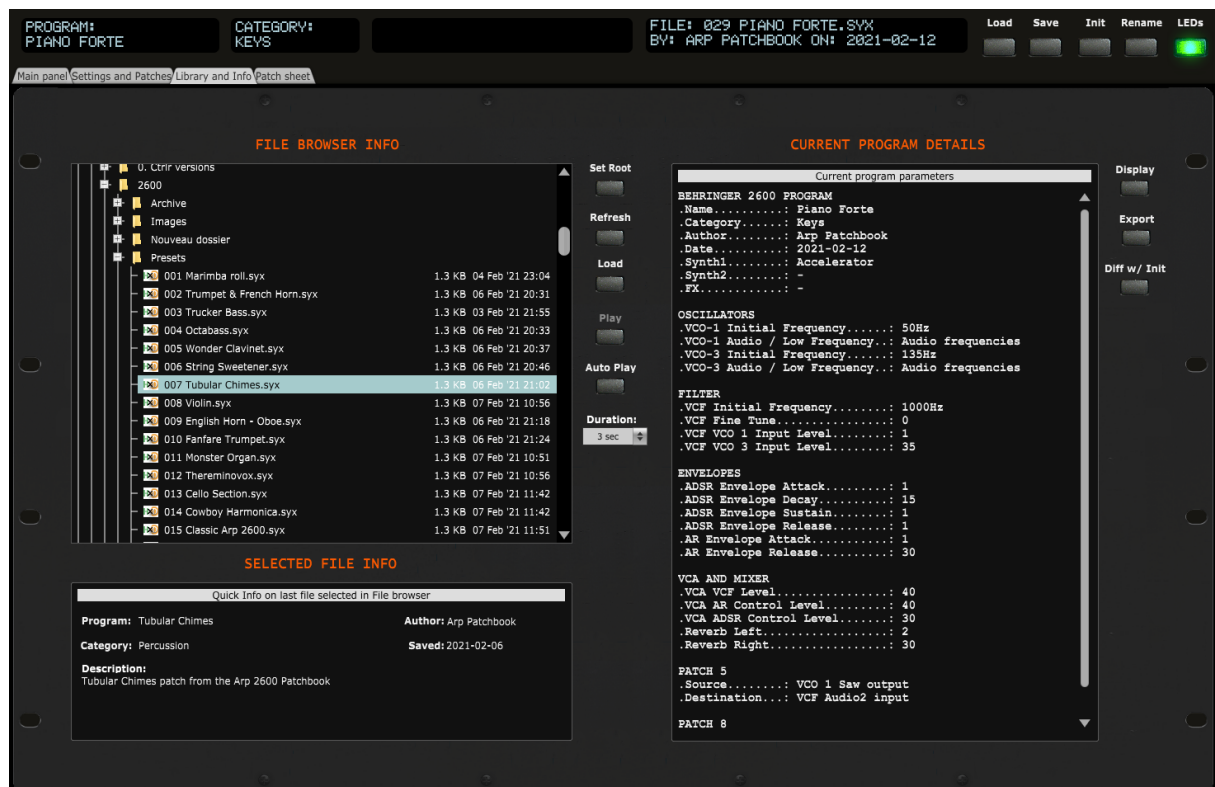 PROGRAM:
PIANO FORTE
CATEGORY:
KEYS
FILE: 029 PIANO FORTE.SYX
BY: ARP PATCHBOOK ON: 2021-02-12
Load Save Init Rename LEDs
Main panel Settings and Patches Library and Info Patch sheet
FILE BROWSER INFO
0. Ctrlr versions
2600
Archive
Images
Nouveau dossier
Presets
001 Marimba roll.syx 1.3 KB 04 Feb '21 23:04
002 Trumpet & French Horn.syx 1.3 KB 06 Feb '21 20:31
003 Trucker Bass.syx 1.3 KB 03 Feb '21 21:55
004 Octabass.syx 1.3 KB 06 Feb '21 20:33
005 Wonder Clavinet.syx 1.3 KB 06 Feb '21 20:37
006 String Sweetener.syx 1.3 KB 06 Feb '21 20:46
007 Tubular Chimes.syx 1.3 KB 06 Feb '21 21:02
008 Violin.syx 1.3 KB 07 Feb '21 10:56
009 English Horn - Oboe.syx 1.3 KB 06 Feb '21 21:18
010 Fanfare Trumpet.syx 1.3 KB 06 Feb '21 21:24
011 Monster Organ.syx 1.3 KB 07 Feb '21 10:51
012 Thereminovox.syx 1.3 KB 07 Feb '21 10:56
013 Cello Section.syx 1.3 KB 07 Feb '21 11:42
014 Cowboy Harmonica.syx 1.3 KB 07 Feb '21 11:42
015 Classic Arp 2600.syx 1.3 KB 07 Feb '21 11:51
Set Root
Refresh
Load
Play
Auto Play
Duration:
3 sec
SELECTED FILE INFO
Quick Info on last file selected in File browser
Program: Tubular Chimes Author: Arp Patchbook
Category: Percussion Saved: 2021-02-06
Description:
Tubular Chimes patch from the Arp 2600 Patchbook
CURRENT PROGRAM DETAILS
Current program parameters
BEHRINGER 2600 PROGRAM
.Name..........: Piano Forte
.Category......: Keys
.Author........: Arp Patchbook
.Date..........: 2021-02-12
.Synth1........: Accelerator
.Synth2........: -
.FX............: -
OSCILLATORS
.VCO-1 Initial Frequency......: 50Hz
.VCO-1 Audio / Low Frequency..: Audio frequencies
.VCO-3 Initial Frequency......: 135Hz
.VCO-3 Audio / Low Frequency..: Audio frequencies
FILTER
.VCF Initial Frequency........: 1000Hz
.VCF Fine Tune................: 0
.VCF VCO 1 Input Level........: 1
.VCF VCO 3 Input Level........: 35
ENVELOPES
.ADSR Envelope Attack.........: 1
.ADSR Envelope Decay..........: 15
.ADSR Envelope Sustain........: 1
.ADSR Envelope Release........: 1
.AR Envelope Attack...........: 1
.AR Envelope Release..........: 30
VCA AND MIXER
.VCA VCF Level................: 40
.VCA AR Control Level.........: 40
.VCA ADSR Control Level.......: 30
.Reverb Left..................: 2
.Reverb Right.................: 30
PATCH 5
.Source........: VCO 1 Saw output
.Destination...: VCF Audio2 input
PATCH 8
Display
Export
Diff w/ Init